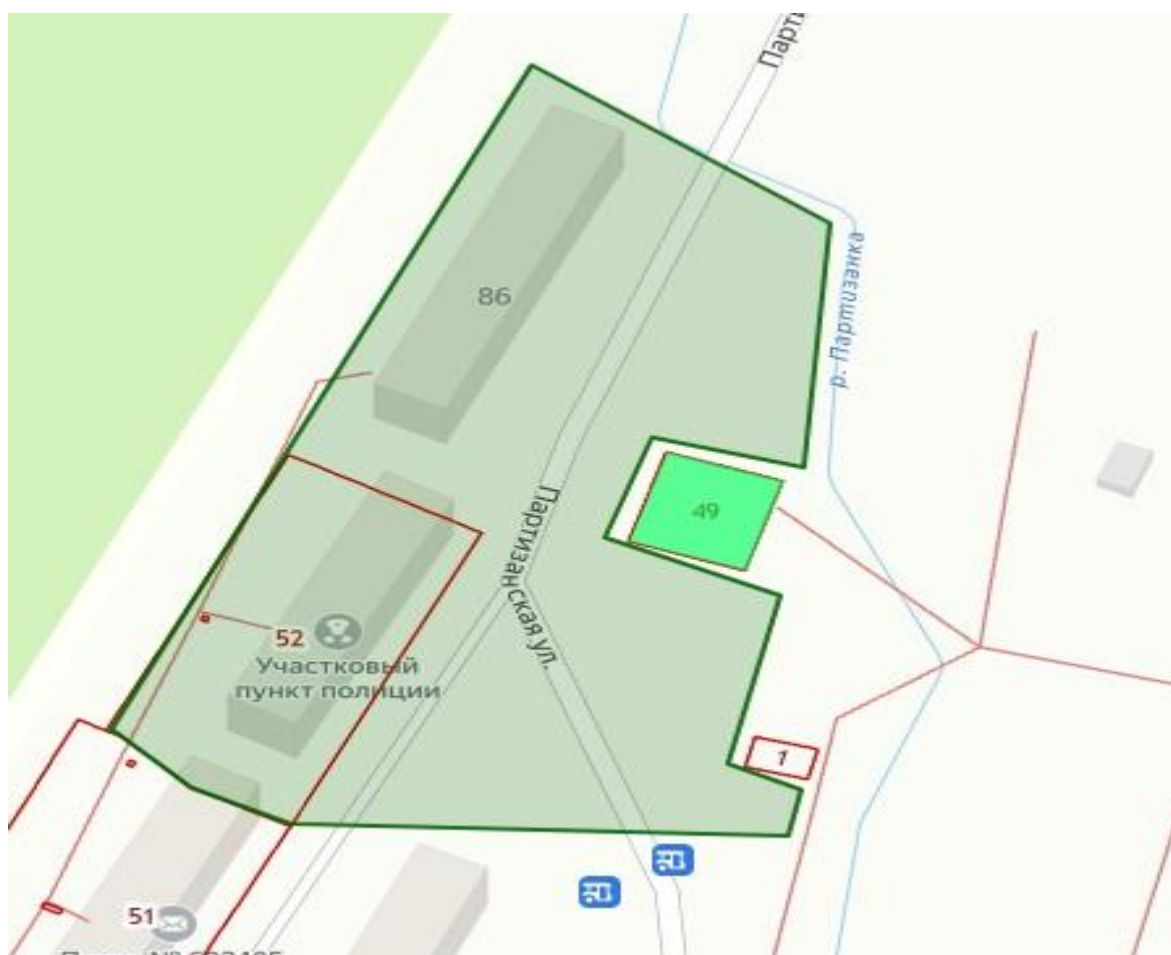 Парти
86
р. Партизанка
49
Партизанская ул.
52
Участковый
пункт полиции
1
51